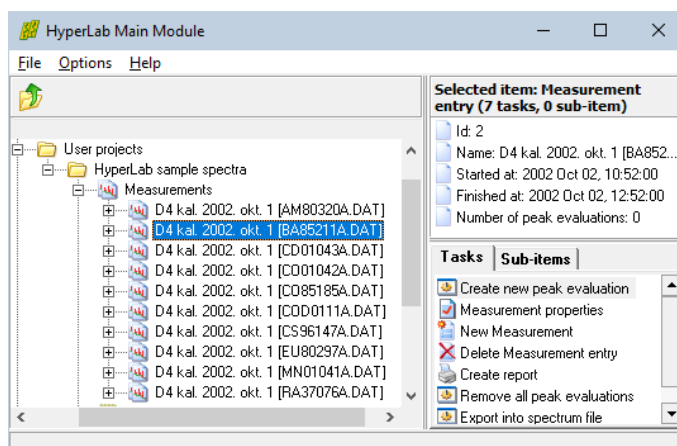 HyperLab Main Module
File Options Help
User projects
HyperLab sample spectra
Measurements
D4 kal. 2002. okt. 1 [AM80320A.DAT]
D4 kal. 2002. okt. 1 [BA85211A.DAT]
D4 kal. 2002. okt. 1 [CD01043A.DAT]
D4 kal. 2002. okt. 1 [CO01042A.DAT]
D4 kal. 2002. okt. 1 [CO85185A.DAT]
D4 kal. 2002. okt. 1 [COD0111A.DAT]
D4 kal. 2002. okt. 1 [CS96147A.DAT]
D4 kal. 2002. okt. 1 [EU80297A.DAT]
D4 kal. 2002. okt. 1 [MN01041A.DAT]
D4 kal. 2002. okt. 1 [RA37076A.DAT]
Selected item: Measurement
entry (7 tasks, 0 sub-item)
Id: 2
Name: D4 kal. 2002. okt. 1 [BA852...
Started at: 2002 Oct 02, 10:52:00
Finished at: 2002 Oct 02, 12:52:00
Number of peak evaluations: 0
Tasks Sub-items
Create new peak evaluation
Measurement properties
New Measurement
Delete Measurement entry
Create report
Remove all peak evaluations
Export into spectrum file